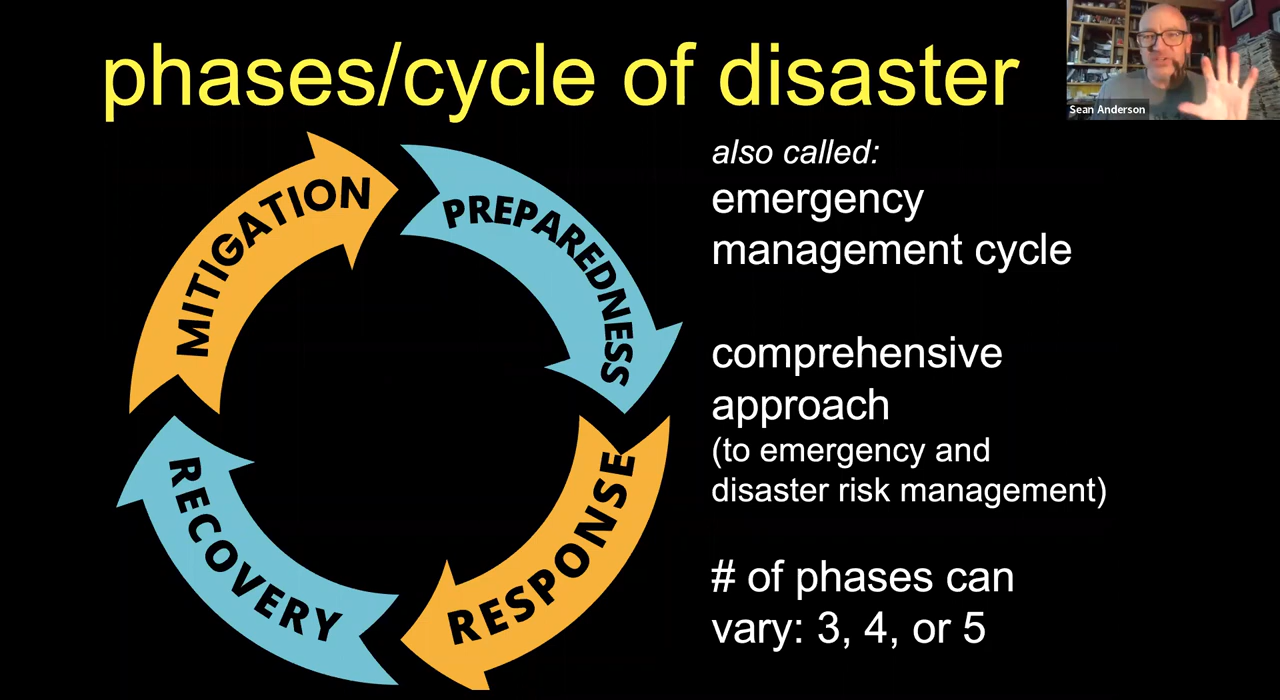 phases/cycle of disaster
Sean Anderson
MITIGATION
PREPAREDNESS
RESPONSE
RECOVERY
also called:
emergency
management cycle
comprehensive
approach
(to emergency and
disaster risk management)
# of phases can
vary: 3, 4, or 5